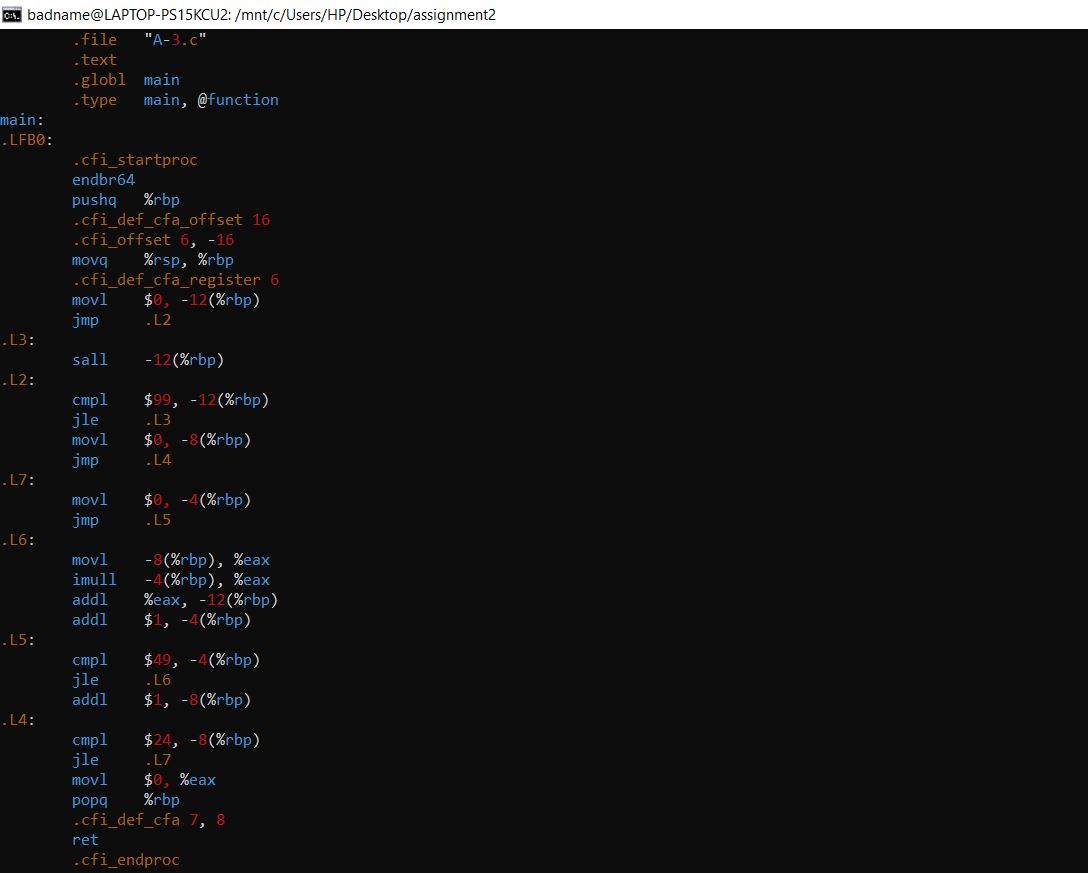 badname@LAPTOP-PS15KCU2: /mnt/c/Users/HP/Desktop/assignment2
.file "A-3.c"
.text
.globl main
.type main, @function
main:
.LFB0:
.cfi_startproc
endbr64
pushq %rbp
.cfi_def_cfa_offset 16
.cfi_offset 6, -16
movq %rsp, %rbp
.cfi_def_cfa_register 6
movl $0, -12(%rbp)
jmp .L2
.L3:
sall -12(%rbp)
.L2:
cmpl $99, -12(%rbp)
jle .L3
movl $0, -8(%rbp)
jmp .L4
.L7:
movl $0, -4(%rbp)
jmp .L5
.L6:
movl -8(%rbp), %eax
imull -4(%rbp), %eax
addl %eax, -12(%rbp)
addl $1, -4(%rbp)
.L5:
cmpl $49, -4(%rbp)
jle .L6
addl $1, -8(%rbp)
.L4:
cmpl $24, -8(%rbp)
jle .L7
movl $0, %eax
popq %rbp
.cfi_def_cfa 7, 8
ret
.cfi_endproc